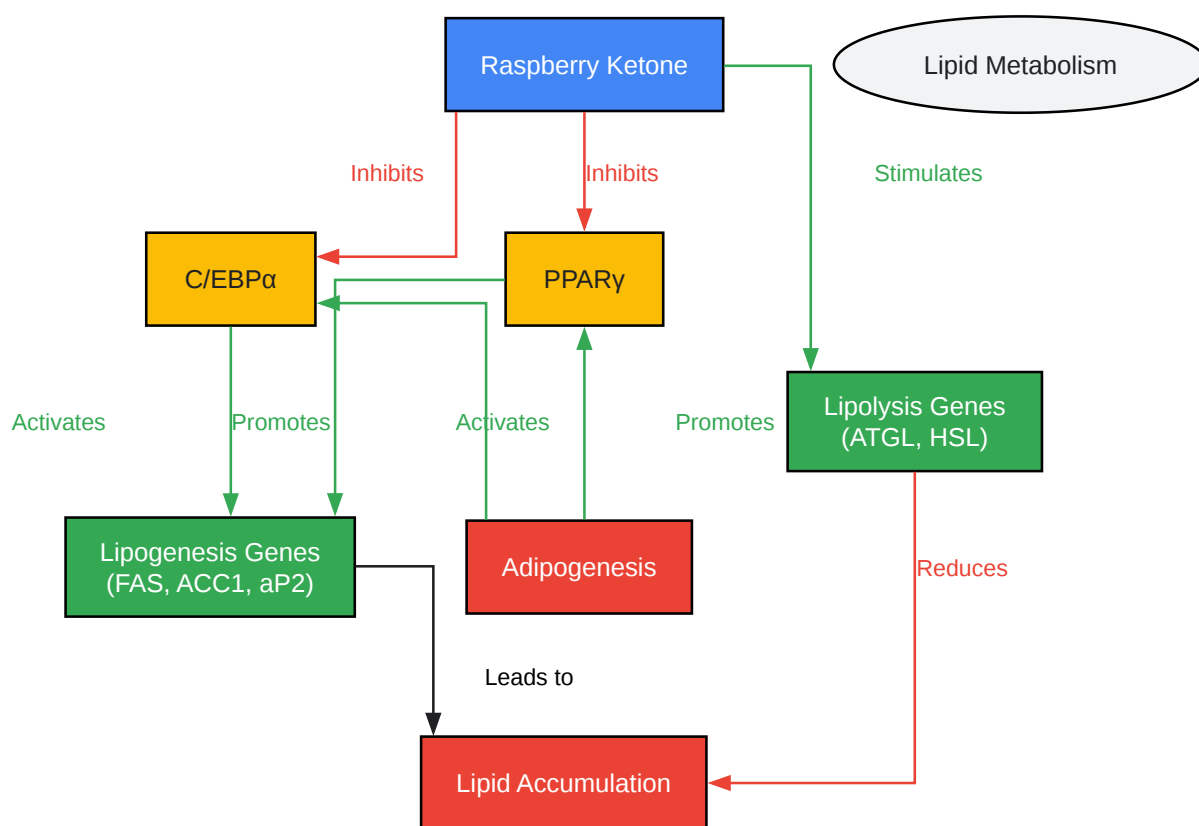 Raspberry Ketone
Lipid Metabolism
Inhibits
Inhibits
Stimulates
C/EBPα
PPARγ
Activates
Promotes
Activates
Promotes
Lipolysis Genes
(ATGL, HSL)
Lipogenesis Genes
(FAS, ACC1, aP2)
Adipogenesis
Reduces
Leads to
Lipid Accumulation